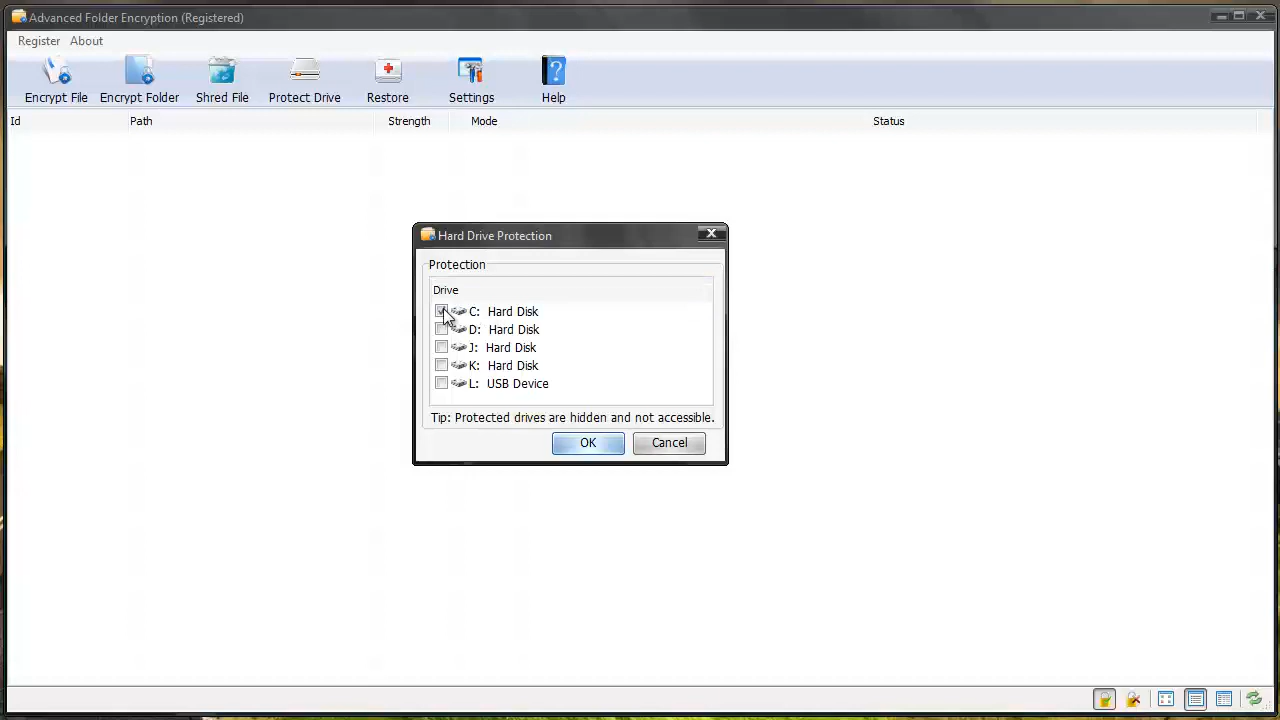 Advanced Folder Encryption (Registered)
Register About
Encrypt File Encrypt Folder Shred File Protect Drive Restore Settings Help
Id Path Strength Mode Status
Hard Drive Protection
Protection
Drive
C: Hard Disk
D: Hard Disk
J: Hard Disk
K: Hard Disk
L: USB Device
Tip: Protected drives are hidden and not accessible.
OK Cancel